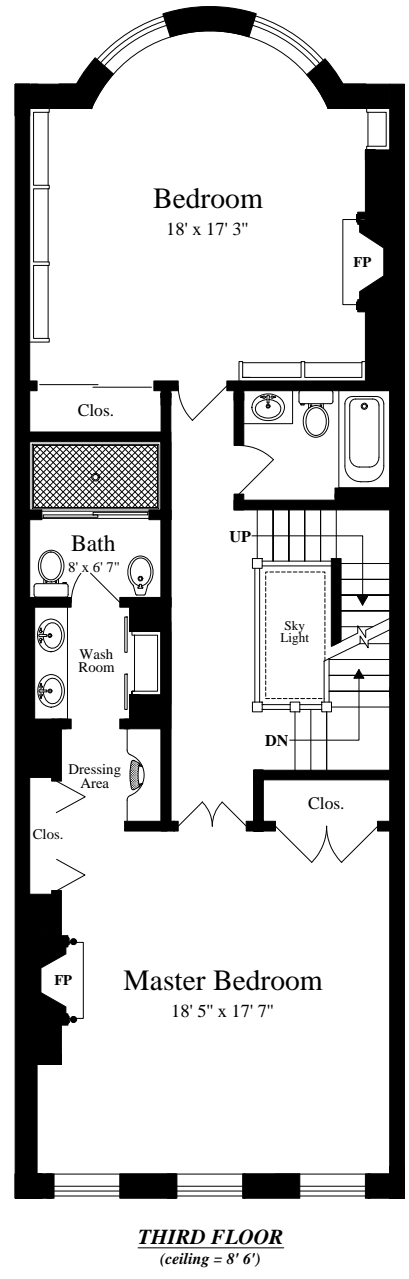 Bedroom
18' x 17' 3"
FP
Clos.
Bath
8' x 6' 7"
UP
Sky
Light
Wash
Room
DN
Dressing
Area
Clos.
Clos.
FP
Master Bedroom
18' 5" x 17' 7"
THIRD FLOOR
(ceiling = 8' 6')